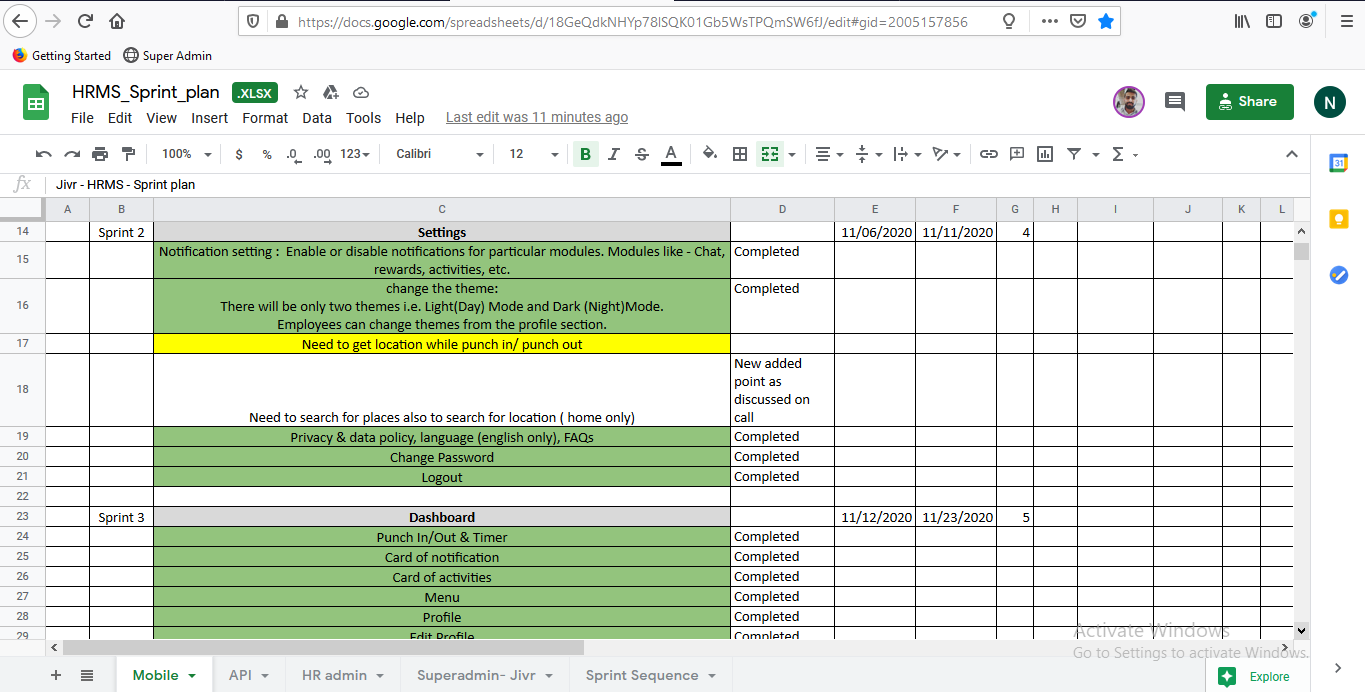 https://docs.google.com/spreadsheets/d/18GeQdkNHYp78lSQK01Gb5WsTPQmSW6fJ/edit#gid=2005157856
Getting Started Super Admin
HRMS_Sprint_plan .XLSX
Share
N
File Edit View Insert Format Data Tools Help Last edit was 11 minutes ago
100% $ % .0 .00 123 Calibri 12 B I S A
31
fx Jivr - HRMS - Sprint plan
A B C D E F G H I J K L
14 Sprint 2 Settings 11/06/2020 11/11/2020 4
15 Notification setting : Enable or disable notifications for particular modules. Modules like - Chat, Completed
rewards, activities, etc.
16 change the theme: Completed
There will be only two themes i.e. Light(Day) Mode and Dark (Night)Mode.
Employees can change themes from the profile section.
17 Need to get location while punch in/ punch out
18 New added
point as
discussed on
Need to search for places also to search for location ( home only) call
19 Privacy & data policy, language (english only), FAQs Completed
20 Change Password Completed
21 Logout Completed
22
23 Sprint 3 Dashboard 11/12/2020 11/23/2020 5
24 Punch In/Out & Timer Completed
25 Card of notification Completed
26 Card of activities Completed
27 Menu Completed
28 Profile Completed
29 Edit Profile Completed
Activate Windows
Go to Settings to activate Windows.
Mobile API HR admin Superadmin- Jivr Sprint Sequence Explore